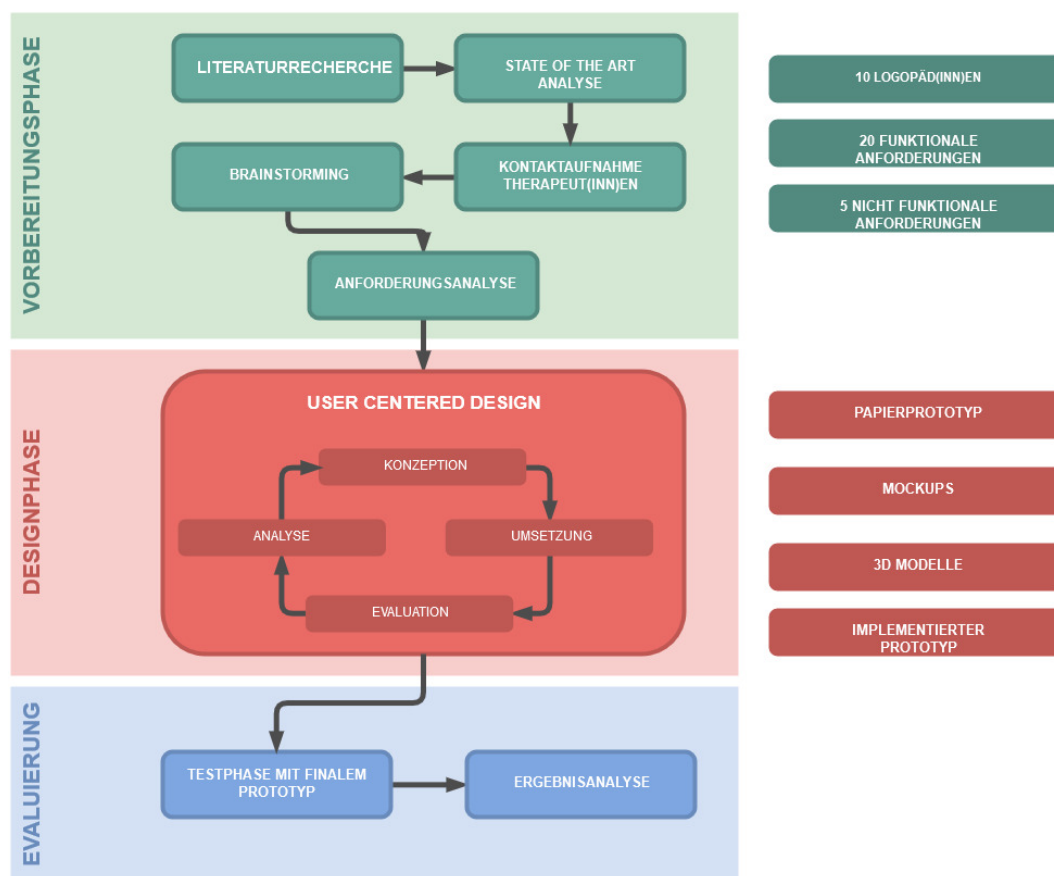 VORBEREITUNGSPHASE
LITERATURRECHERCHE
STATE OF THE ART
ANALYSE
BRAINSTORMING
KONTAKTAUFNAHME
THERAPEUT(INN)EN
ANFORDERUNGSANALYSE
10 LOGOPÄD(INN)EN
20 FUNKTIONALE
ANFORDERUNGEN
5 NICHT FUNKTIONALE
ANFORDERUNGEN
DESIGNPHASE
USER CENTERED DESIGN
KONZEPTION
ANALYSE
UMSETZUNG
EVALUATION
PAPIERPROTOTYP
MOCKUPS
3D MODELLE
IMPLEMENTIERTER
PROTOTYP
EVALUIERUNG
TESTPHASE MIT FINALEM
PROTOTYP
ERGEBNISANALYSE